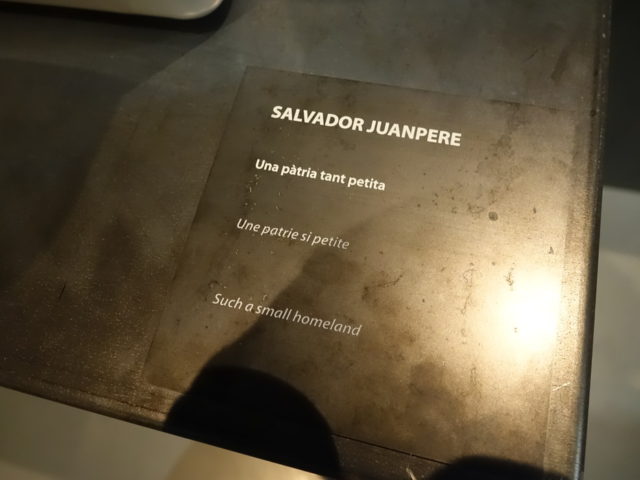 SALVADOR JUANPERE
Una pàtria tant petita
Une patrie si petite
Such a small homeland